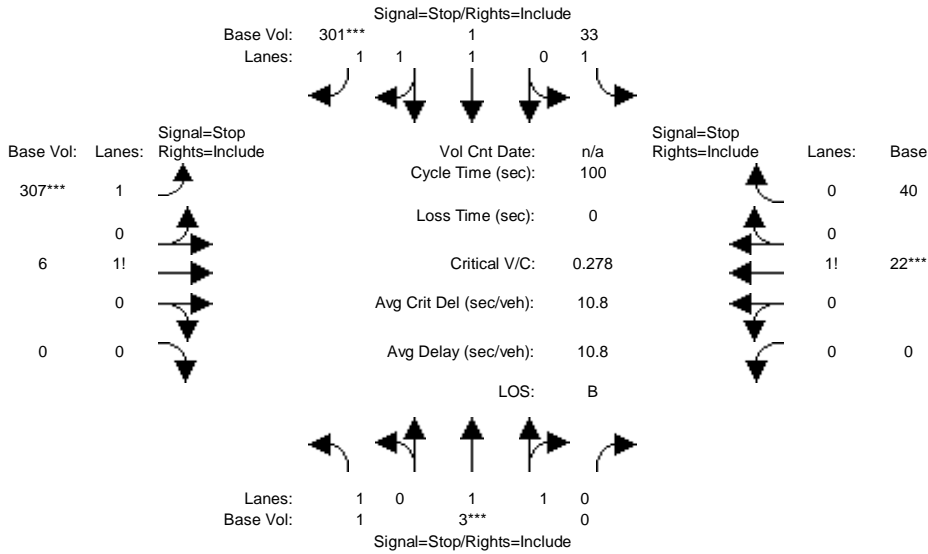 Signal=Stop/Rights=Include
Base Vol: 301*** 1 33
Lanes: 1 1 1 0 1
Signal=Stop
Base Vol: Lanes: Rights=Include
Vol Cnt Date: n/a
Signal=Stop
Rights=Include Lanes: Base
Cycle Time (sec): 100
307*** 1
0 40
Loss Time (sec): 0
0
0
6 1!
Critical V/C: 0.278
1! 22***
0
Avg Crit Del (sec/veh): 10.8
0
0 0
Avg Delay (sec/veh): 10.8
0 0
LOS: B
Lanes: 1 0 1 1 0
Base Vol: 1 3*** 0
Signal=Stop/Rights=Include